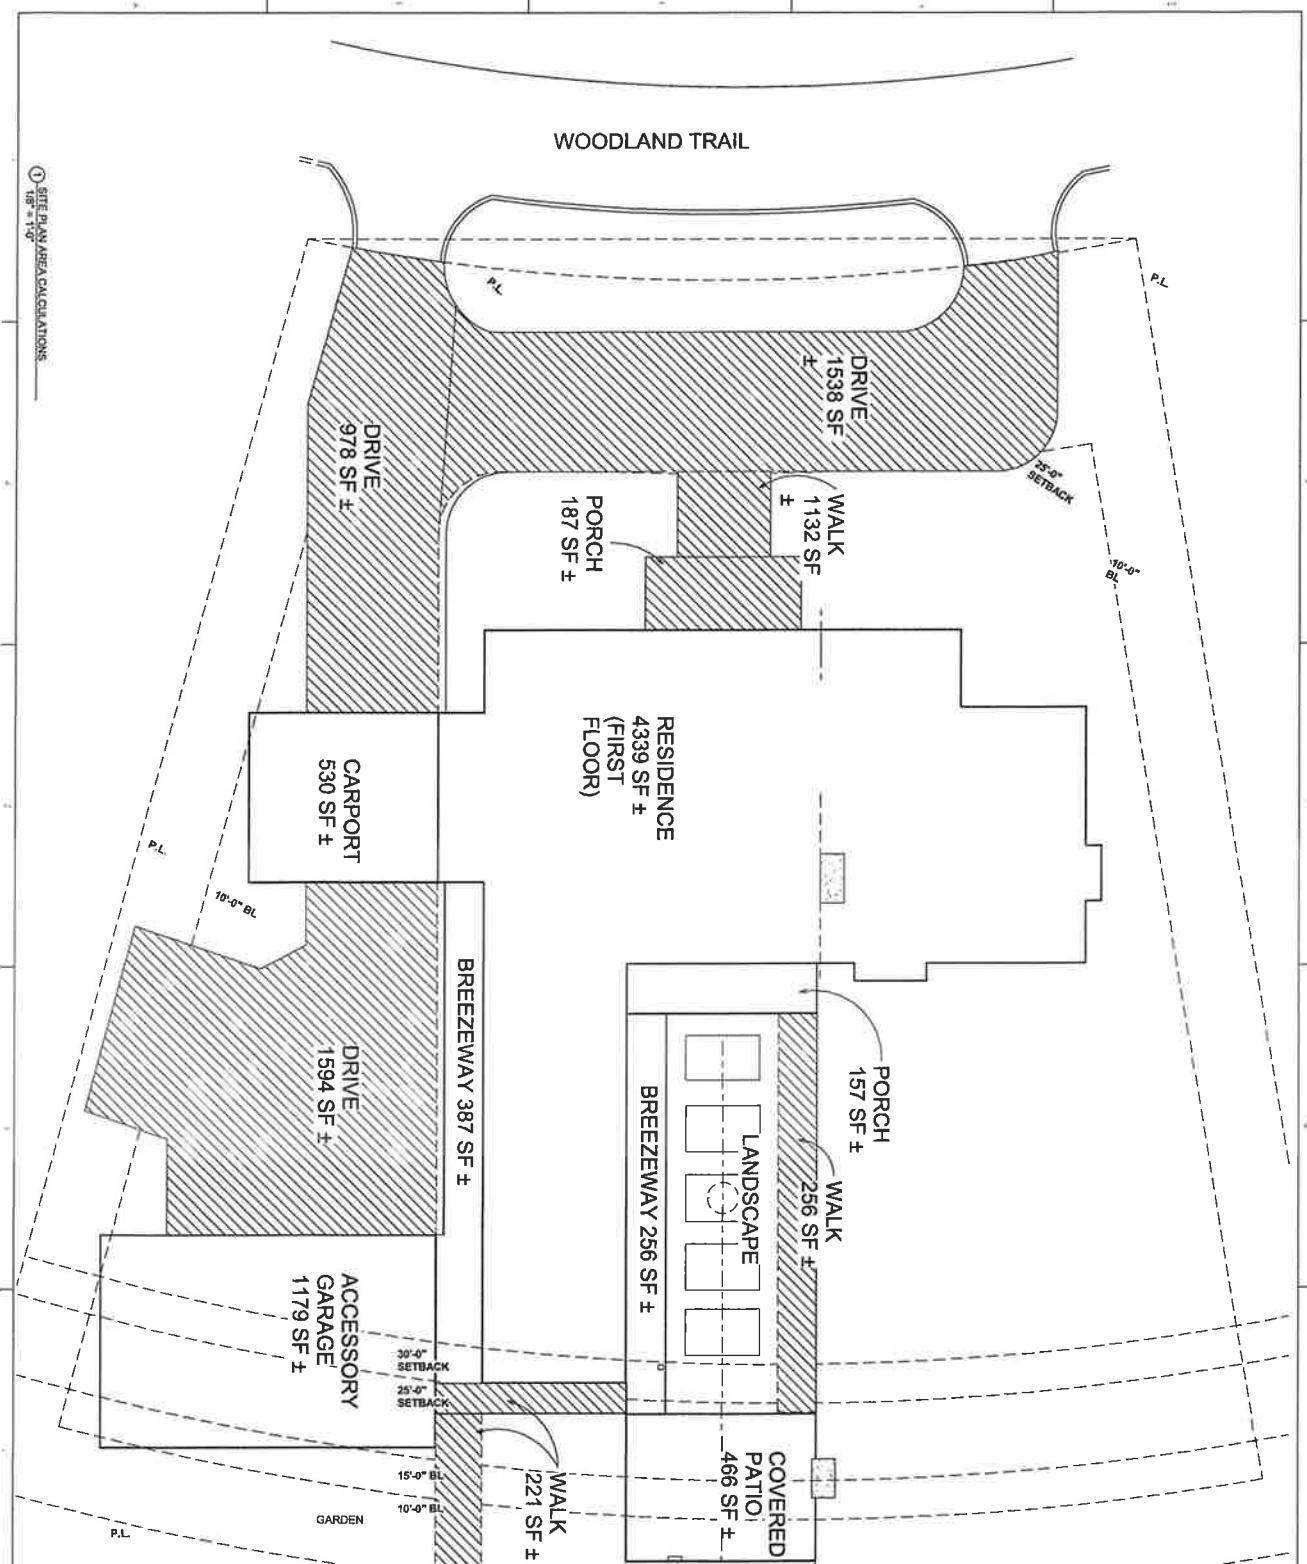 WOODLAND TRAIL
1
SITE PLAN AREA CALCULATIONS
1/8" = 1'-0"
P.L.
P.L.
DRIVE
1538 SF
±
DRIVE
978 SF ±
25'-0"
SETBACK
WALK
1132 SF
±
PORCH
187 SF ±
10'-0"
BL
RESIDENCE
4339 SF ±
(FIRST
FLOOR)
CARPORT
530 SF ±
P.L.
10'-0" BL
BREEZEWAY 387 SF ±
DRIVE
1594 SF ±
PORCH
157 SF ±
BREEZEWAY 256 SF ±
LANDSCAPE
WALK
256 SF ±
ACCESSORY
GARAGE
1179 SF ±
30'-0"
SETBACK
25'-0"
SETBACK
15'-0" BL
10'-0" BL
GARDEN
P.L.
WALK
221 SF ±
COVERED
PATIO
466 SF ±